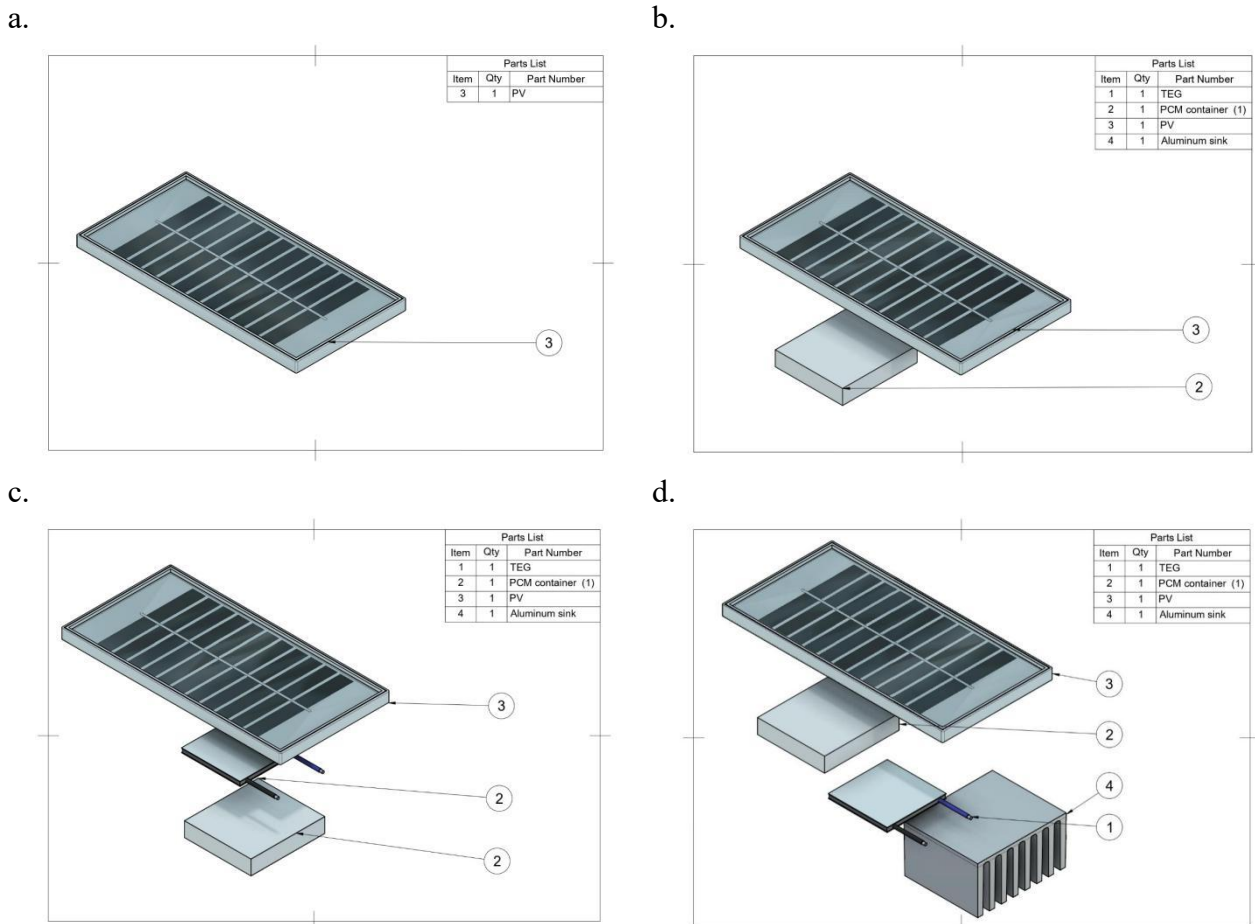 a.
Parts List
Item Qty Part Number
3 1 PV
3
b.
Parts List
Item Qty Part Number
1 1 TEG
2 1 PCM container (1)
3 1 PV
4 1 Aluminum sink
3
2
c.
Parts List
Item Qty Part Number
1 1 TEG
2 1 PCM container (1)
3 1 PV
4 1 Aluminum sink
3
2
2
d.
Parts List
Item Qty Part Number
1 1 TEG
2 1 PCM container (1)
3 1 PV
4 1 Aluminum sink
3
2
4
1